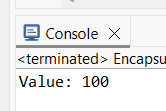 Console
<terminated> Encapsu
Value: 100